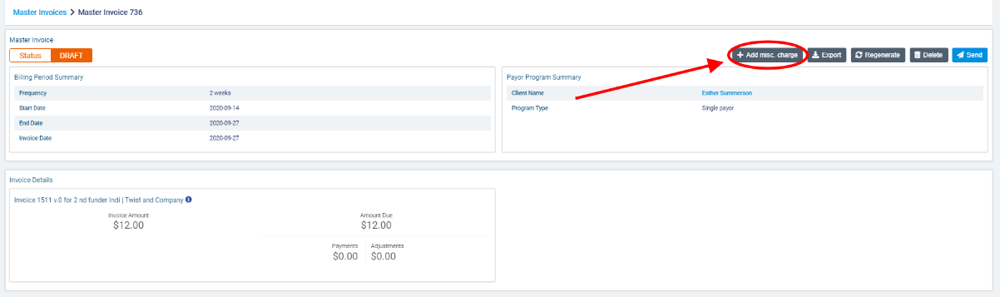 Master Invoices > Master Invoice 736
Master Invoice
Status DRAFT
Add misc. charge Export Regenerate Delete Send
Billing Period Summary
Frequency 2 weeks
Start Date 2020-09-14
End Date 2020-09-27
Invoice Date 2020-09-27
Payor Program Summary
Client Name Esther Summerson
Program Type Single payor
Invoice Details
Invoice 1511 v.0 for 2 nd funder Indi | Twist and Company
Invoice Amount
$12.00
Amount Due
$12.00
Payments Adjustments
$0.00 $0.00